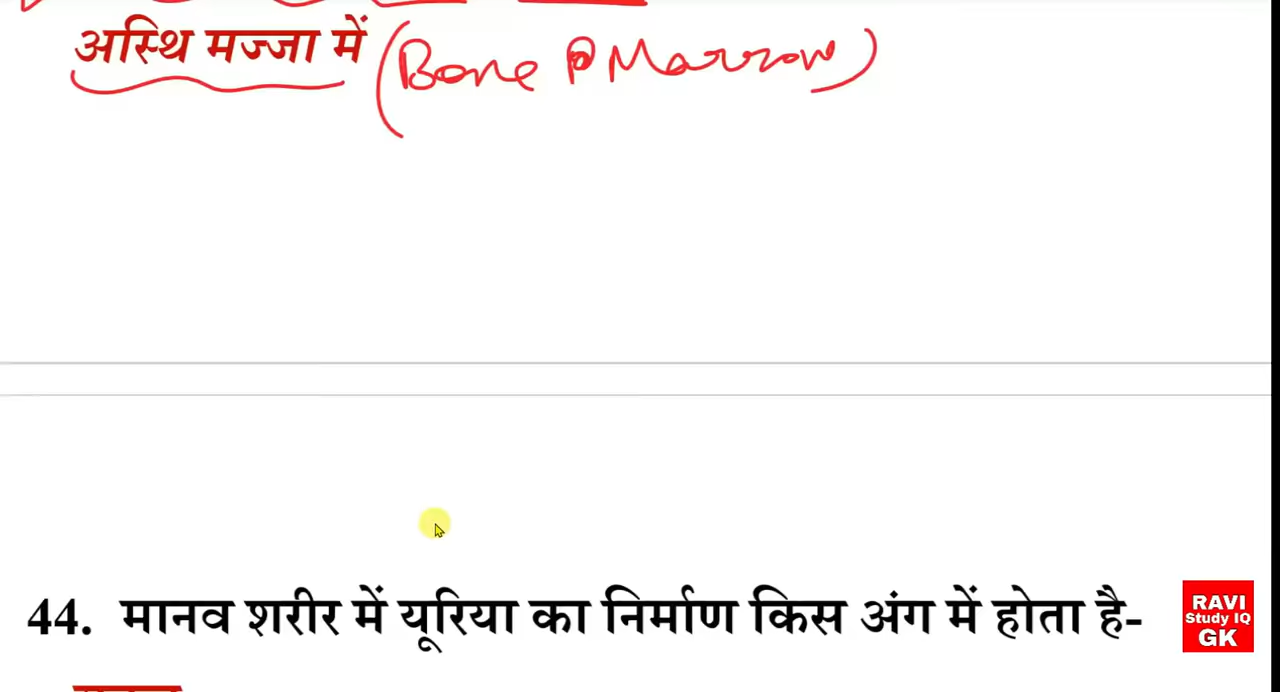 अस्थि मज्जा में (Bone Marrow)
44. मानव शरीर में यूरिया का निर्माण किस अंग में होता है-
RAVI
Study IQ
GK